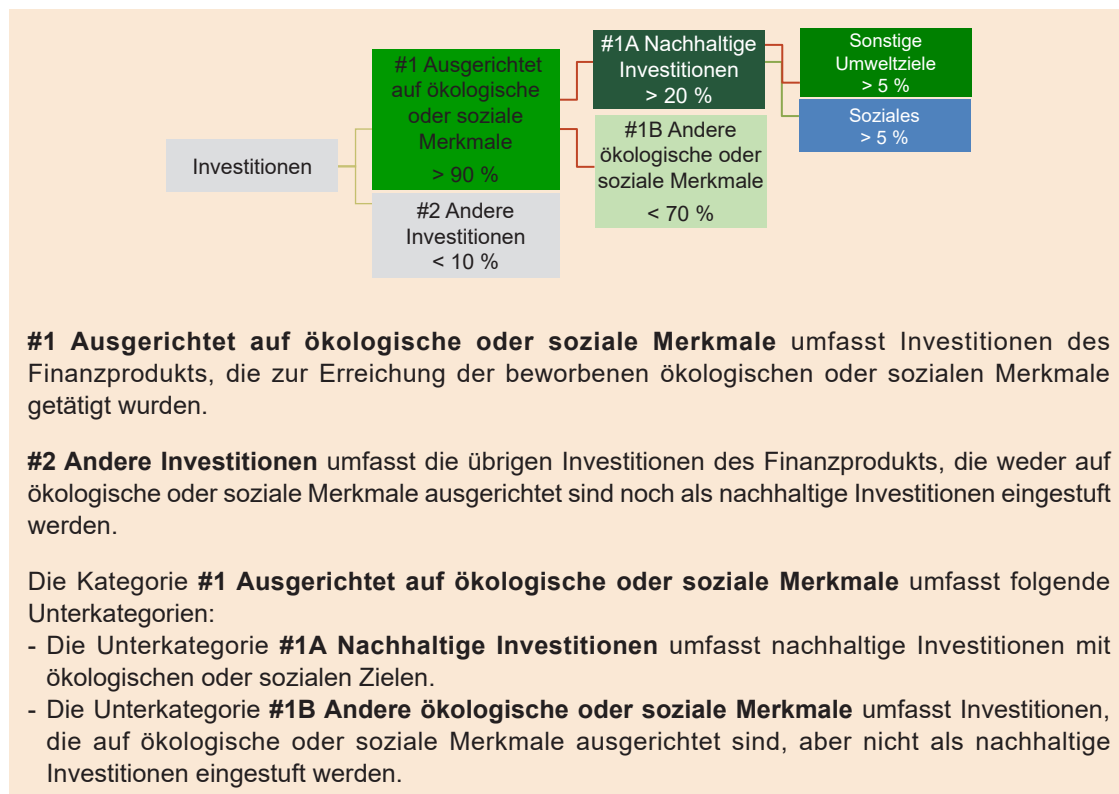 Investitionen
#1 Ausgerichtet
auf ökologische
oder soziale
Merkmale
> 90 %
#2 Andere
Investitionen
< 10 %
#1A Nachhaltige
Investitionen
> 20 %
#1B Andere
ökologische oder
soziale Merkmale
< 70 %
Sonstige
Umweltziele
> 5 %
Soziales
> 5 %
#1 Ausgerichtet auf ökologische oder soziale Merkmale umfasst Investitionen des
Finanzprodukts, die zur Erreichung der beworbenen ökologischen oder sozialen Merkmale
getätigt wurden.
#2 Andere Investitionen umfasst die übrigen Investitionen des Finanzprodukts, die weder auf
ökologische oder soziale Merkmale ausgerichtet sind noch als nachhaltige Investitionen eingestuft
werden.
Die Kategorie #1 Ausgerichtet auf ökologische oder soziale Merkmale umfasst folgende
Unterkategorien:
- Die Unterkategorie #1A Nachhaltige Investitionen umfasst nachhaltige Investitionen mit
ökologischen oder sozialen Zielen.
- Die Unterkategorie #1B Andere ökologische oder soziale Merkmale umfasst Investitionen,
die auf ökologische oder soziale Merkmale ausgerichtet sind, aber nicht als nachhaltige
Investitionen eingestuft werden.